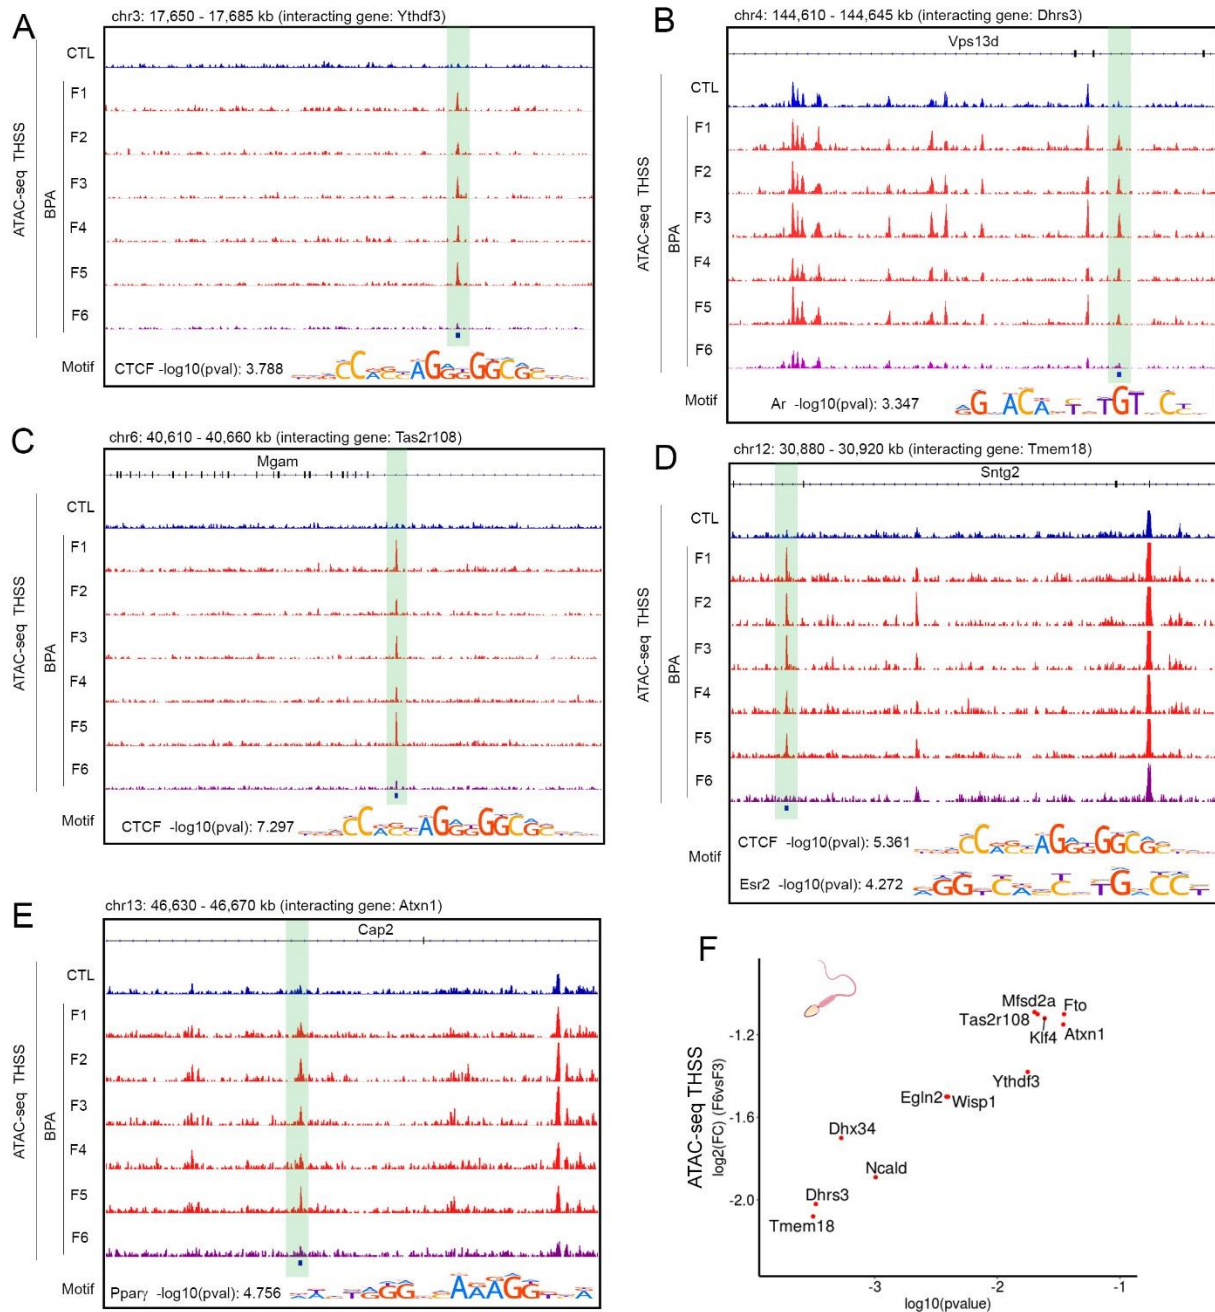 A
chr3: 17,650 - 17,685 kb (interacting gene: Ythdf3)
ATAC-seq THSS
BPA
CTL
F1
F2
F3
F4
F5
F6
Motif CTCF -log10(pval): 3.788
B
chr4: 144,610 - 144,645 kb (interacting gene: Dhrs3)
Vps13d
ATAC-seq THSS
BPA
CTL
F1
F2
F3
F4
F5
F6
Motif Ar -log10(pval): 3.347
C
chr6: 40,610 - 40,660 kb (interacting gene: Tas2r108)
Mgam
ATAC-seq THSS
BPA
CTL
F1
F2
F3
F4
F5
F6
Motif CTCF -log10(pval): 7.297
D
chr12: 30,880 - 30,920 kb (interacting gene: Tmem18)
Sntg2
ATAC-seq THSS
BPA
CTL
F1
F2
F3
F4
F5
F6
Motif
CTCF -log10(pval): 5.361
Esr2 -log10(pval): 4.272
E
chr13: 46,630 - 46,670 kb (interacting gene: Atxn1)
Cap2
ATAC-seq THSS
BPA
CTL
F1
F2
F3
F4
F5
F6
Motif Pparγ -log10(pval): 4.756
F
ATAC-seq THSS
log2(FC) (F6vsF3)
-1.2
-1.6
-2.0
Mfsd2a
Fto
Tas2r108
Klf4
Atxn1
Ythdf3
Egln2
Wisp1
Dhx34
Ncald
Dhrs3
Tmem18
-3
-2
-1
log10(pvalue)